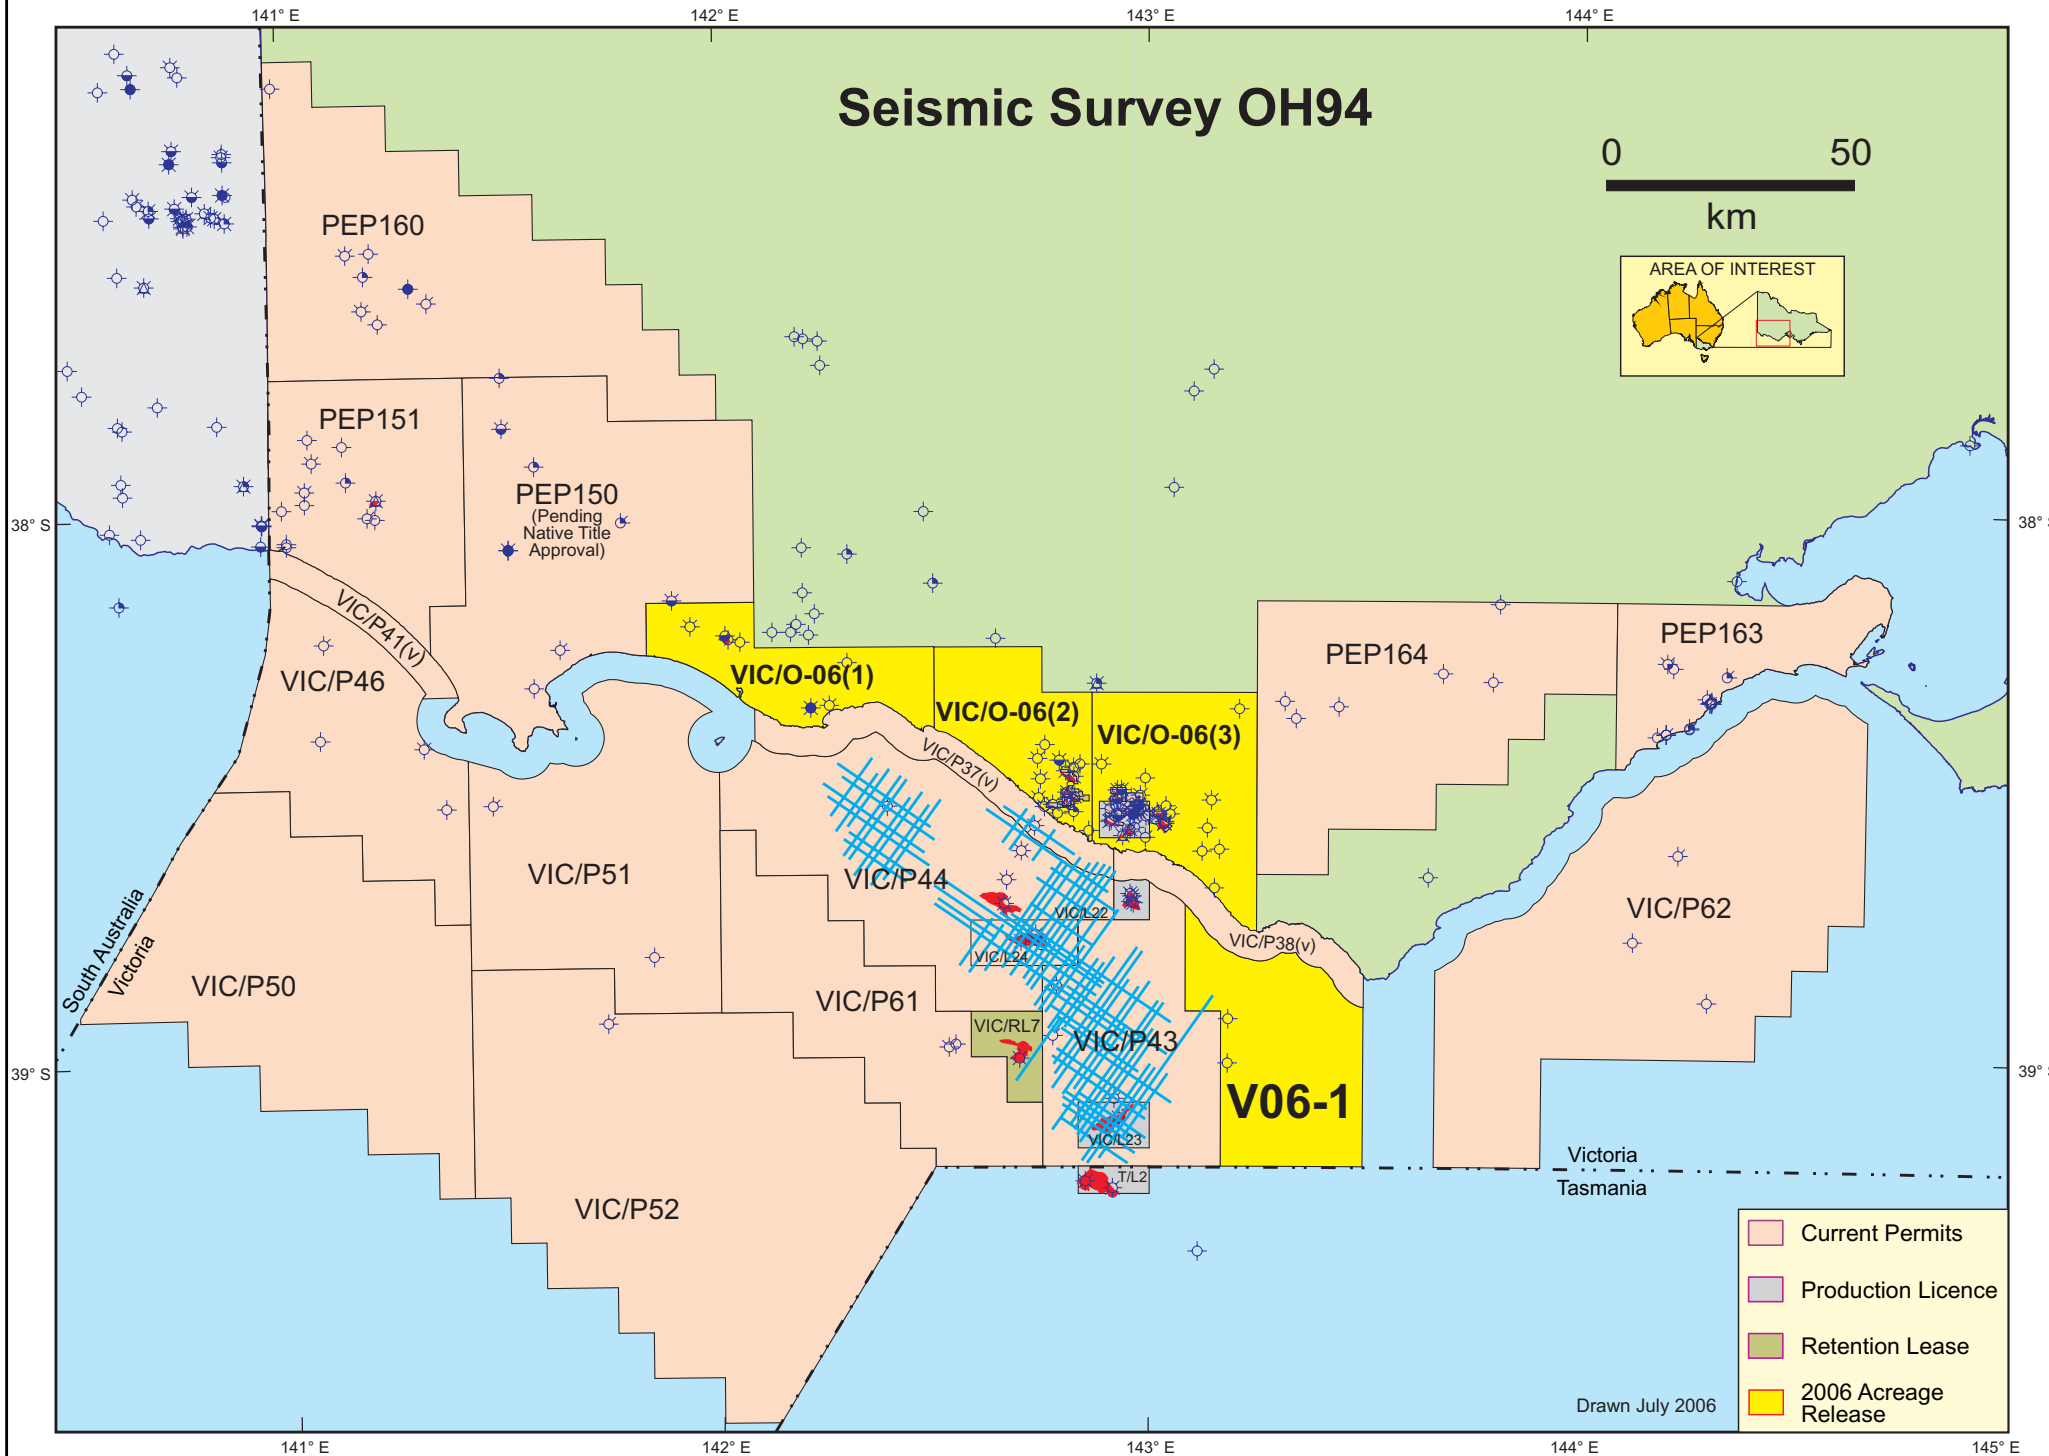 141° E
142° E
143° E
144° E
Seismic Survey OH94
0
50
km
AREA OF INTEREST
PEP160
PEP151
PEP150
(Pending
Native Title
Approval)
38° S
38° S
VIC/P41(v)
VIC/P46
VIC/O-06(1)
VIC/O-06(2)
VIC/O-06(3)
PEP164
PEP163
VIC/P37(v)
VIC/P51
VIC/P44
VIC/L22
VIC/P62
VIC/P38(v)
VIC/L24
South Australia
Victoria
VIC/P50
VIC/P61
VIC/RL7
VIC/P43
39° S
39° S
V06-1
VIC/L23
T/L2
Victoria
Tasmania
VIC/P52
Current Permits
Production Licence
Retention Lease
2006 Acreage
Release
Drawn July 2006
141° E
142° E
143° E
144° E
145° E